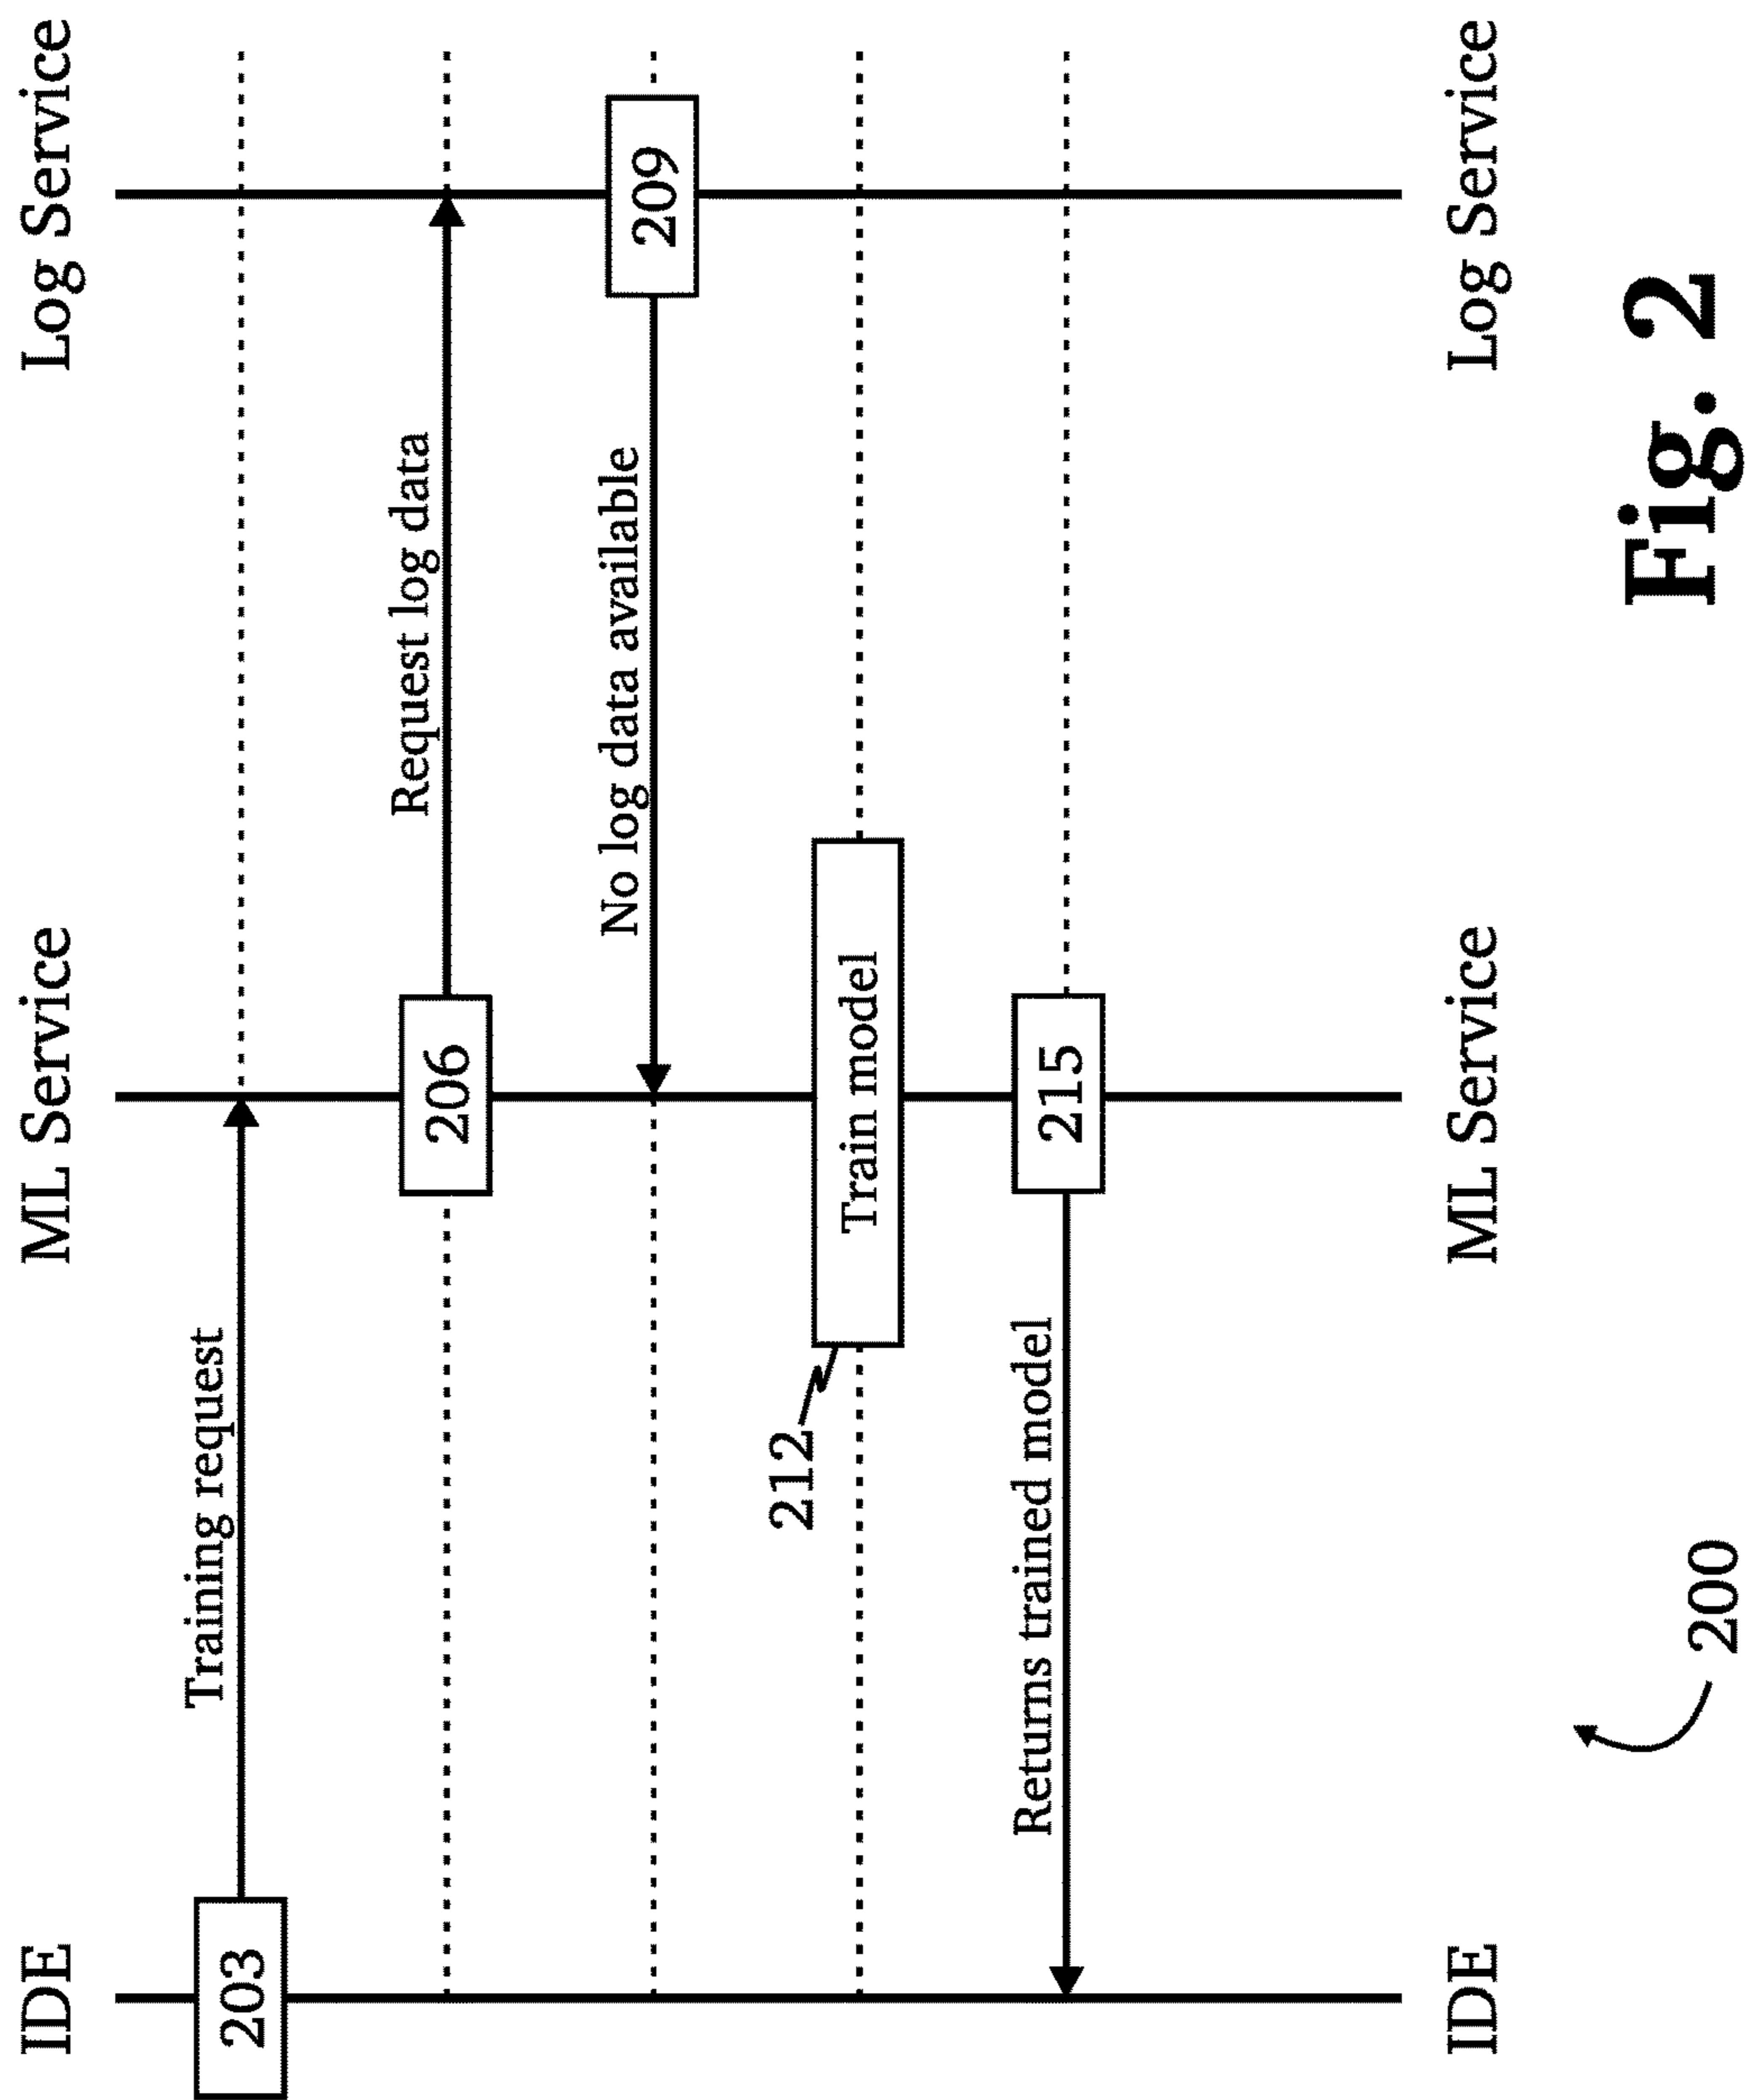 IDE
ML Service
Log Service
203
Training request
206
Request log data
No log data available
209
212
Train model
Returns trained model
215
IDE
ML Service
Log Service
200
Fig. 2